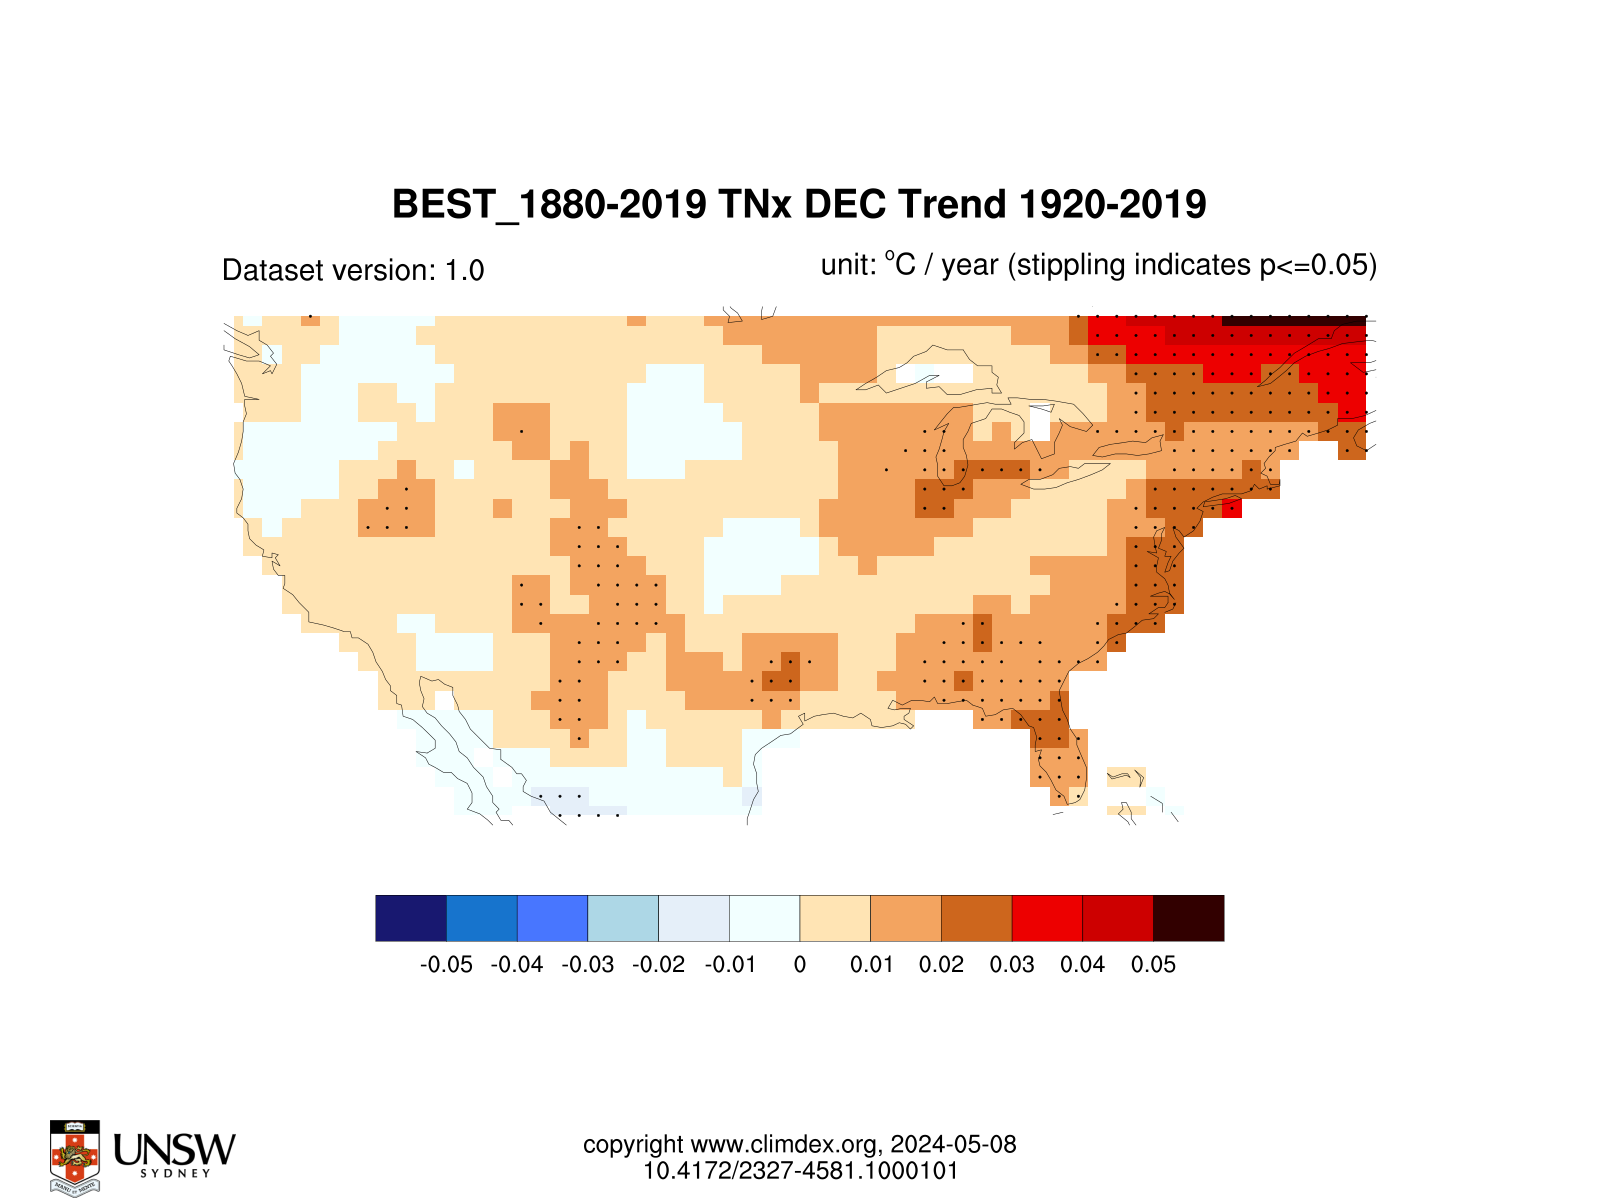 BEST_1880-2019 TNx DEC Trend 1920-2019
Dataset version: 1.0
unit: °C / year (stippling indicates p<=0.05)
-0.05 -0.04 -0.03 -0.02 -0.01 0 0.01 0.02 0.03 0.04 0.05
UNSW
SYDNEY
copyright www.climdex.org, 2024-05-08
10.4172/2327-4581.1000101